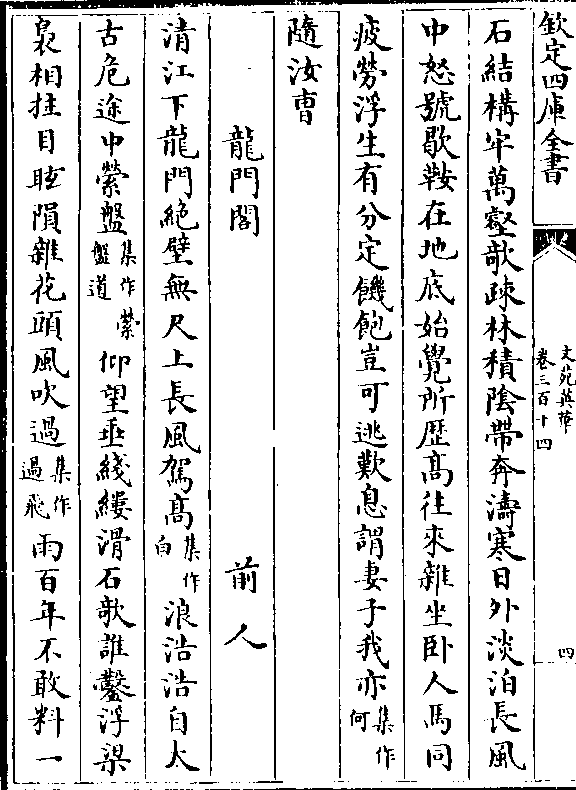 欽定四庫全書
文苑英華
卷三百十四
四
石結構牢萬壑欹疎林積陰帶奔濤寒日外淡泊長風
中怒號歇鞍在地底始覺所歴髙往來雜坐卧人馬同
疲勞浮生有分定饑飽豈可逃歎息謂妻子我亦集作何
隨汝曹
龍門閣　前人
清江下龍門絶壁無尺上長風駕髙集作白浪浩浩自太
古危途中縈盤集作縈盤道仰望垂綫縷滑石欹誰鑿浮梁
裊相拄目眩隕雜花頭風吹過集作過飛雨百年不敢料一